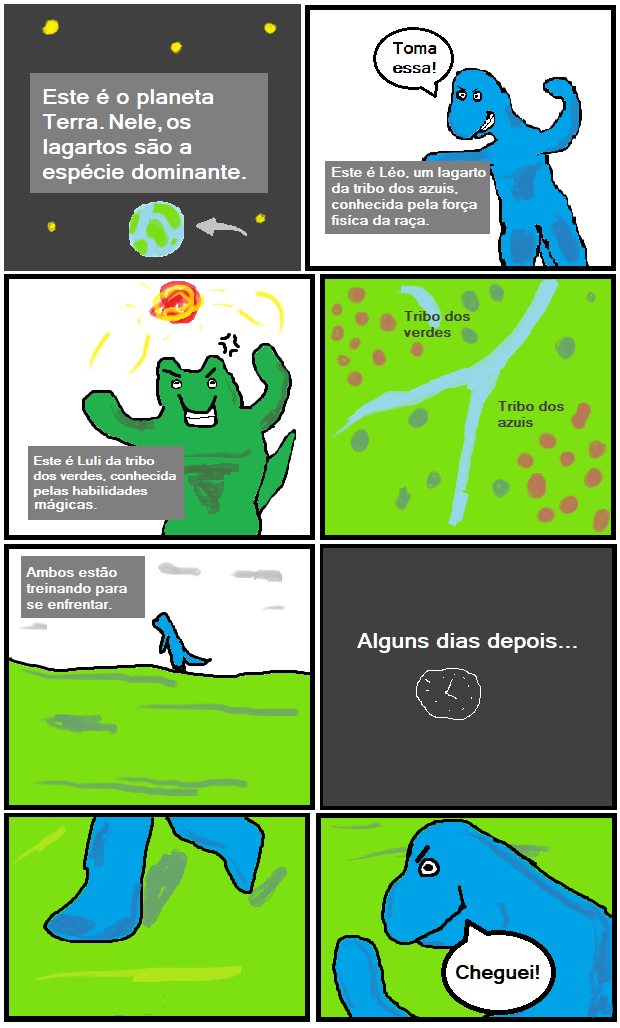 Este é o planeta
Terra. Nele, os
lagartos são a
espécie dominante.
Toma
essa!
Este é Léo, um lagarto
da tribo dos azuis,
conhecida pela força
fisica da raça.
Este é Luli da tribo
dos verdes, conhecida
pelas habilidades
mágicas.
Tribo dos
verdes
Tribo dos
azuis
Ambos estão
treinando para
se enfrentar.
Alguns dias depois...
Cheguei!